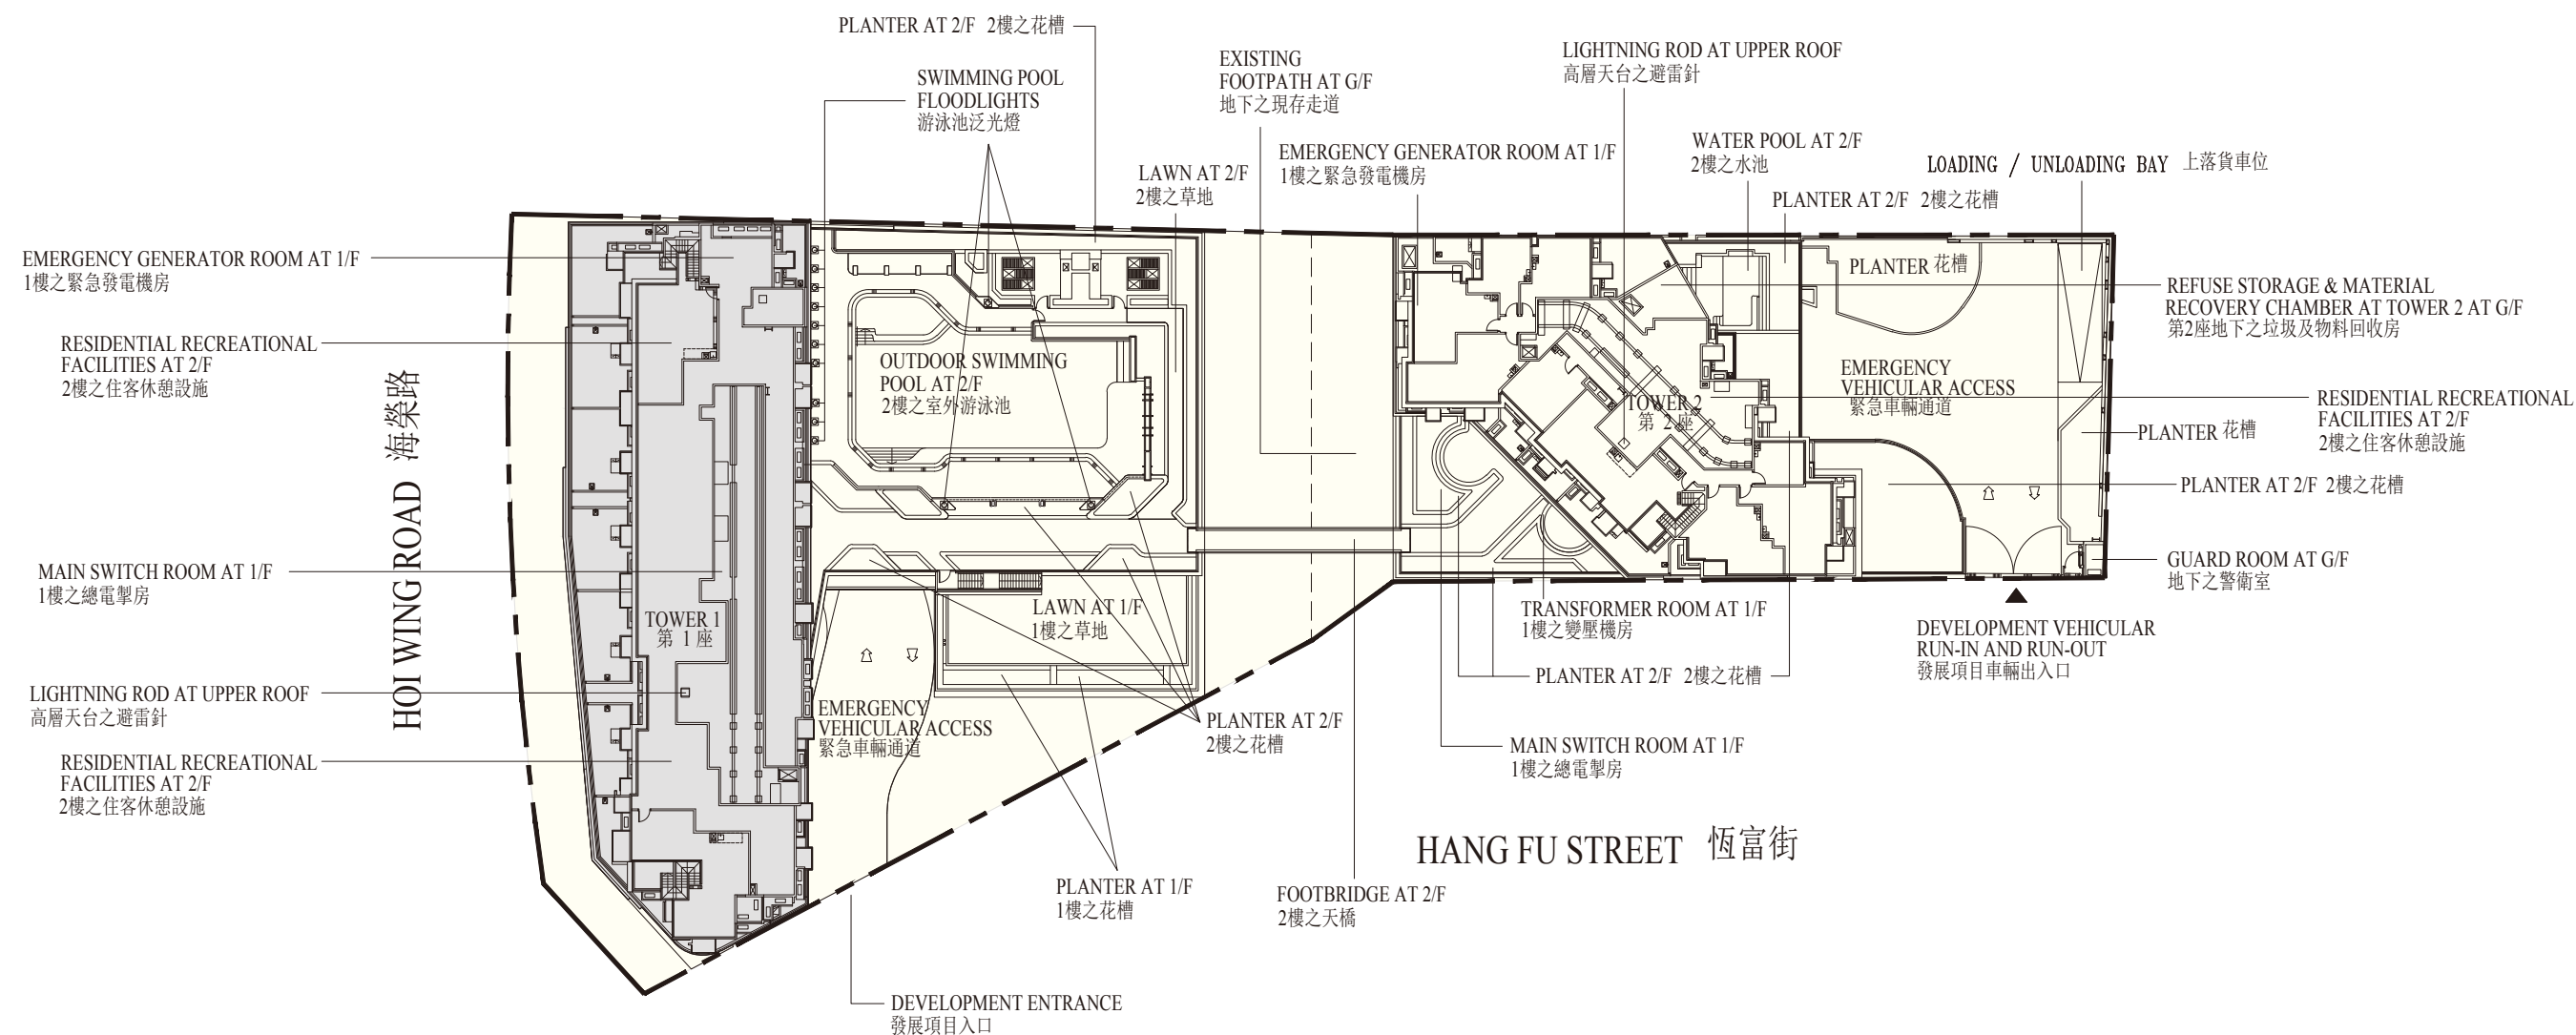 PLANTER AT 2/F 2樓之花槽
SWIMMING POOL
FLOODLIGHTS
游泳池泛光燈
EXISTING
FOOTPATH AT G/F
地下之現存走道
LIGHTNING ROD AT UPPER ROOF
高層天台之避雷針
EMERGENCY GENERATOR ROOM AT 1/F
1樓之緊急發電機房
LAWN AT 2/F
2樓之草地
WATER POOL AT 2/F
2樓之水池
LOADING / UNLOADING BAY 上落貨車位
PLANTER AT 2/F 2樓之花槽
EMERGENCY GENERATOR ROOM AT 1/F
1樓之緊急發電機房
RESIDENTIAL RECREATIONAL
FACILITIES AT 2/F
2樓之住客休憩設施
HOI WING ROAD 海榮路
MAIN SWITCH ROOM AT 1/F
1樓之總電掣房
LIGHTNING ROD AT UPPER ROOF
高層天台之避雷針
RESIDENTIAL RECREATIONAL
FACILITIES AT 2/F
2樓之住客休憩設施
TOWER 1
第 1 座
OUTDOOR SWIMMING
POOL AT 2/F
2樓之室外游泳池
LAWN AT 1/F
1樓之草地
EMERGENCY
VEHICULAR ACCESS
緊急車輛通道
PLANTER AT 2/F
2樓之花槽
PLANTER AT 1/F
1樓之花槽
DEVELOPMENT ENTRANCE
發展項目入口
FOOTBRIDGE AT 2/F
2樓之天橋
HANG FU STREET 恆富街
TOWER 2
第 2 座
TRANSFORMER ROOM AT 1/F
1樓之變壓機房
PLANTER AT 2/F 2樓之花槽
MAIN SWITCH ROOM AT 1/F
1樓之總電掣房
PLANTER 花槽
EMERGENCY
VEHICULAR ACCESS
緊急車輛通道
REFUSE STORAGE & MATERIAL
RECOVERY CHAMBER AT TOWER 2 AT G/F
第2座地下之垃圾及物料回收房
RESIDENTIAL RECREATIONAL
FACILITIES AT 2/F
2樓之住客休憩設施
PLANTER 花槽
PLANTER AT 2/F 2樓之花槽
GUARD ROOM AT G/F
地下之警衛室
DEVELOPMENT VEHICULAR
RUN-IN AND RUN-OUT
發展項目車輛出入口